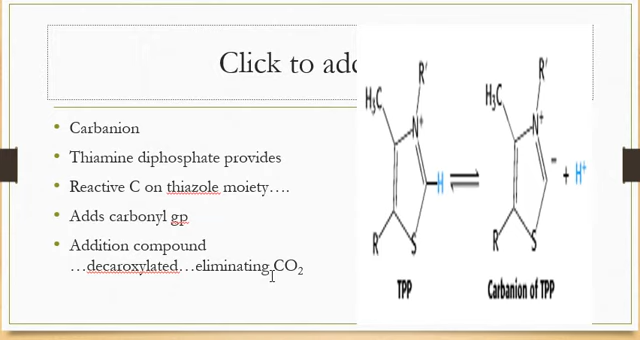 Click to add
Carbanion
Thiamine diphosphate provides
Reactive C on thiazole moiety….
Adds carbonyl gp
Addition compound
…decaroxylated…eliminating CO₂
R'
H₃C
N⁺
H
R
S
TPP
R'
H₃C
N⁺
-
+ H⁺
R
S
Carbanion of TPP